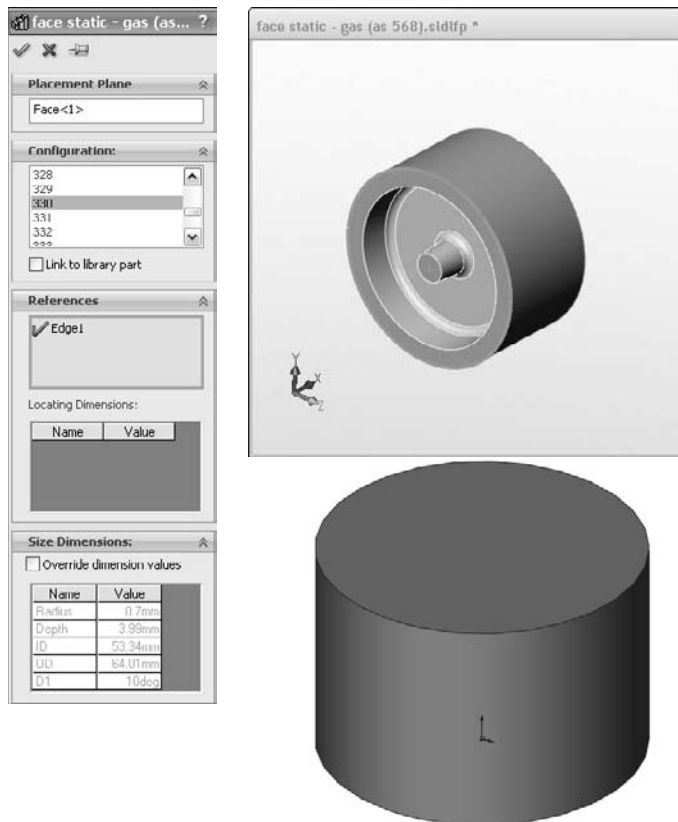 face static - gas (as... ?
Placement Plane
Face<1>
Configuration:
328
329
330
331
332
333
Link to library part
References
Edge1
Locating Dimensions:
Name Value
Size Dimensions:
Override dimension values
Name Value
Radius 0.7mm
Depth 3.99mm
ID 53.34mm
OD 64.01mm
D1 10deg
face static - gas (as 568).sldlfp *
Y
X
Z